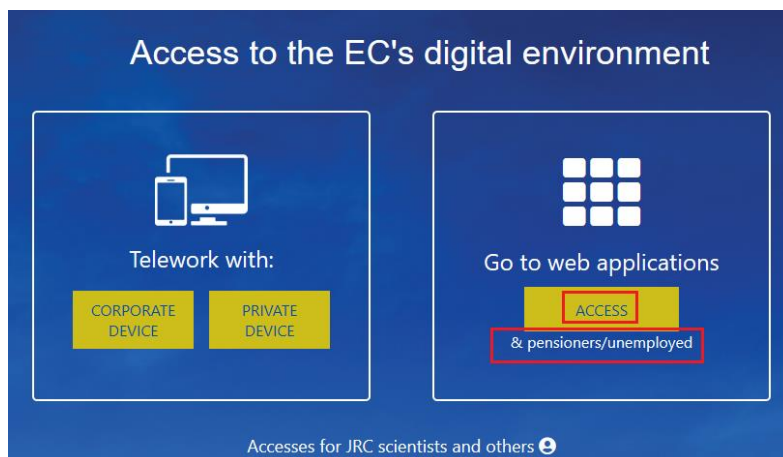 Access to the EC's digital environment
Telework with:
CORPORATE
DEVICE
PRIVATE
DEVICE
Go to web applications
ACCESS
& pensioners/unemployed
Accesses for JRC scientists and others